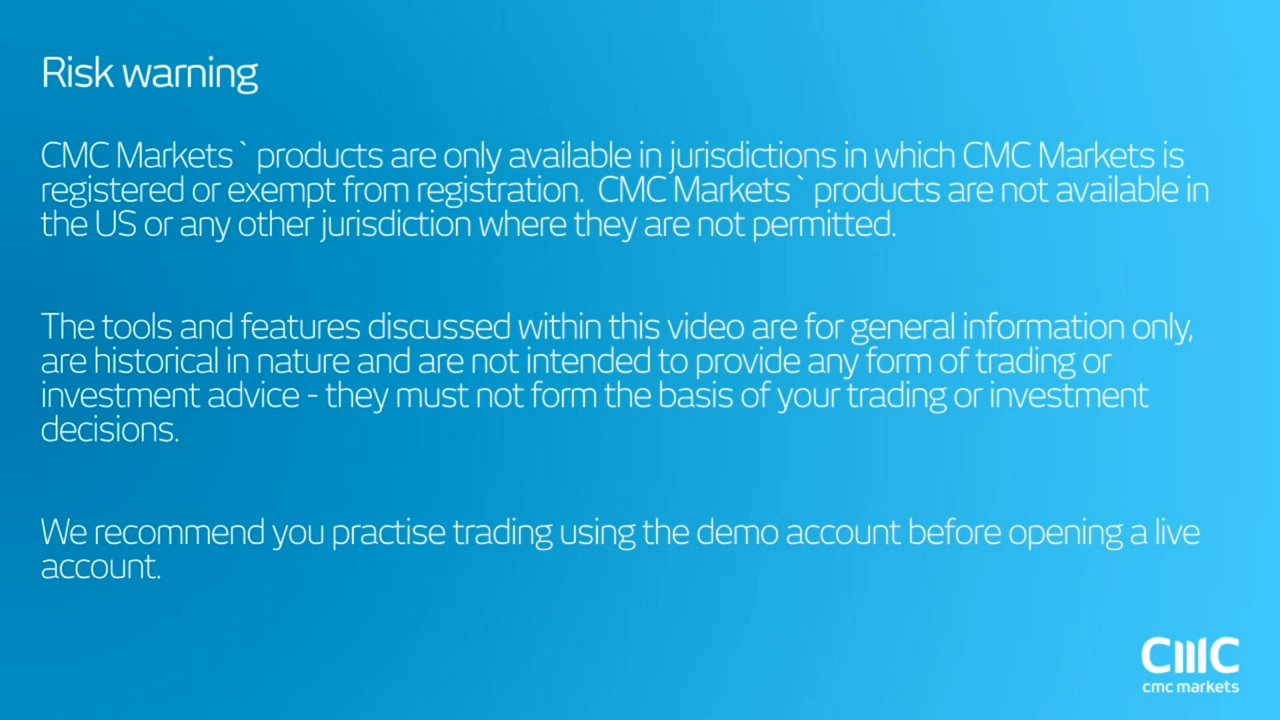 Risk warning
CMC Markets` products are only available in jurisdictions in which CMC Markets is
registered or exempt from registration.  CMC Markets` products are not available in
the US or any other jurisdiction where they are not permitted.
The tools and features discussed within this video are for general information only,
are historical in nature and are not intended to provide any form of trading or
investment advice - they must not form the basis of your trading or investment
decisions.
We recommend you practise trading using the demo account before opening a live
account.
CMC
cmc markets